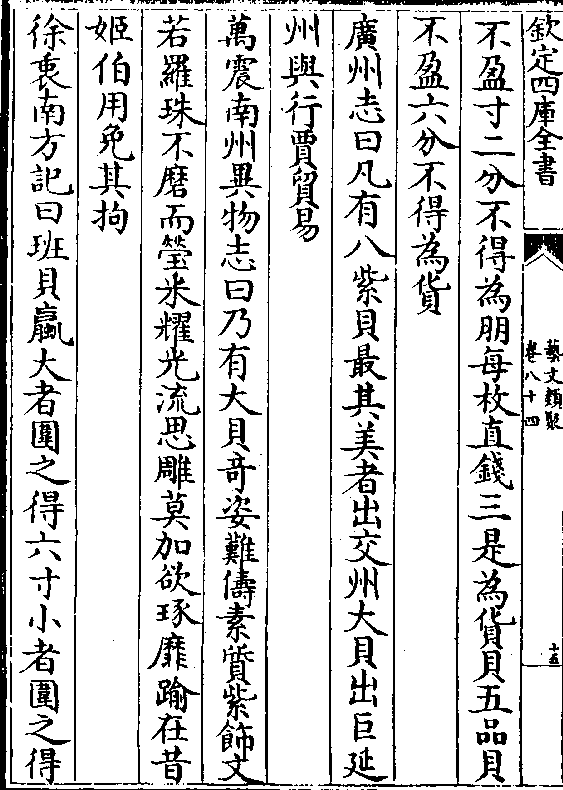 欽定四庫全書
藝文類聚
卷八十四
十五
不盈寸二分不得為朋每枚直錢三是為貨貝五品貝
不盈六分不得為貨
廣州志曰凡有八紫貝最其美者出交州大貝出巨延
州與行賈貿易
萬震南州異物志曰乃有大貝奇姿難儔素質紫飾文
若羅珠不磨而瑩米耀光流思雕莫加欲琢靡踰在昔
姬伯用免其拘
徐衷南方記曰班貝蠃大者圍之得六寸小者圍之得